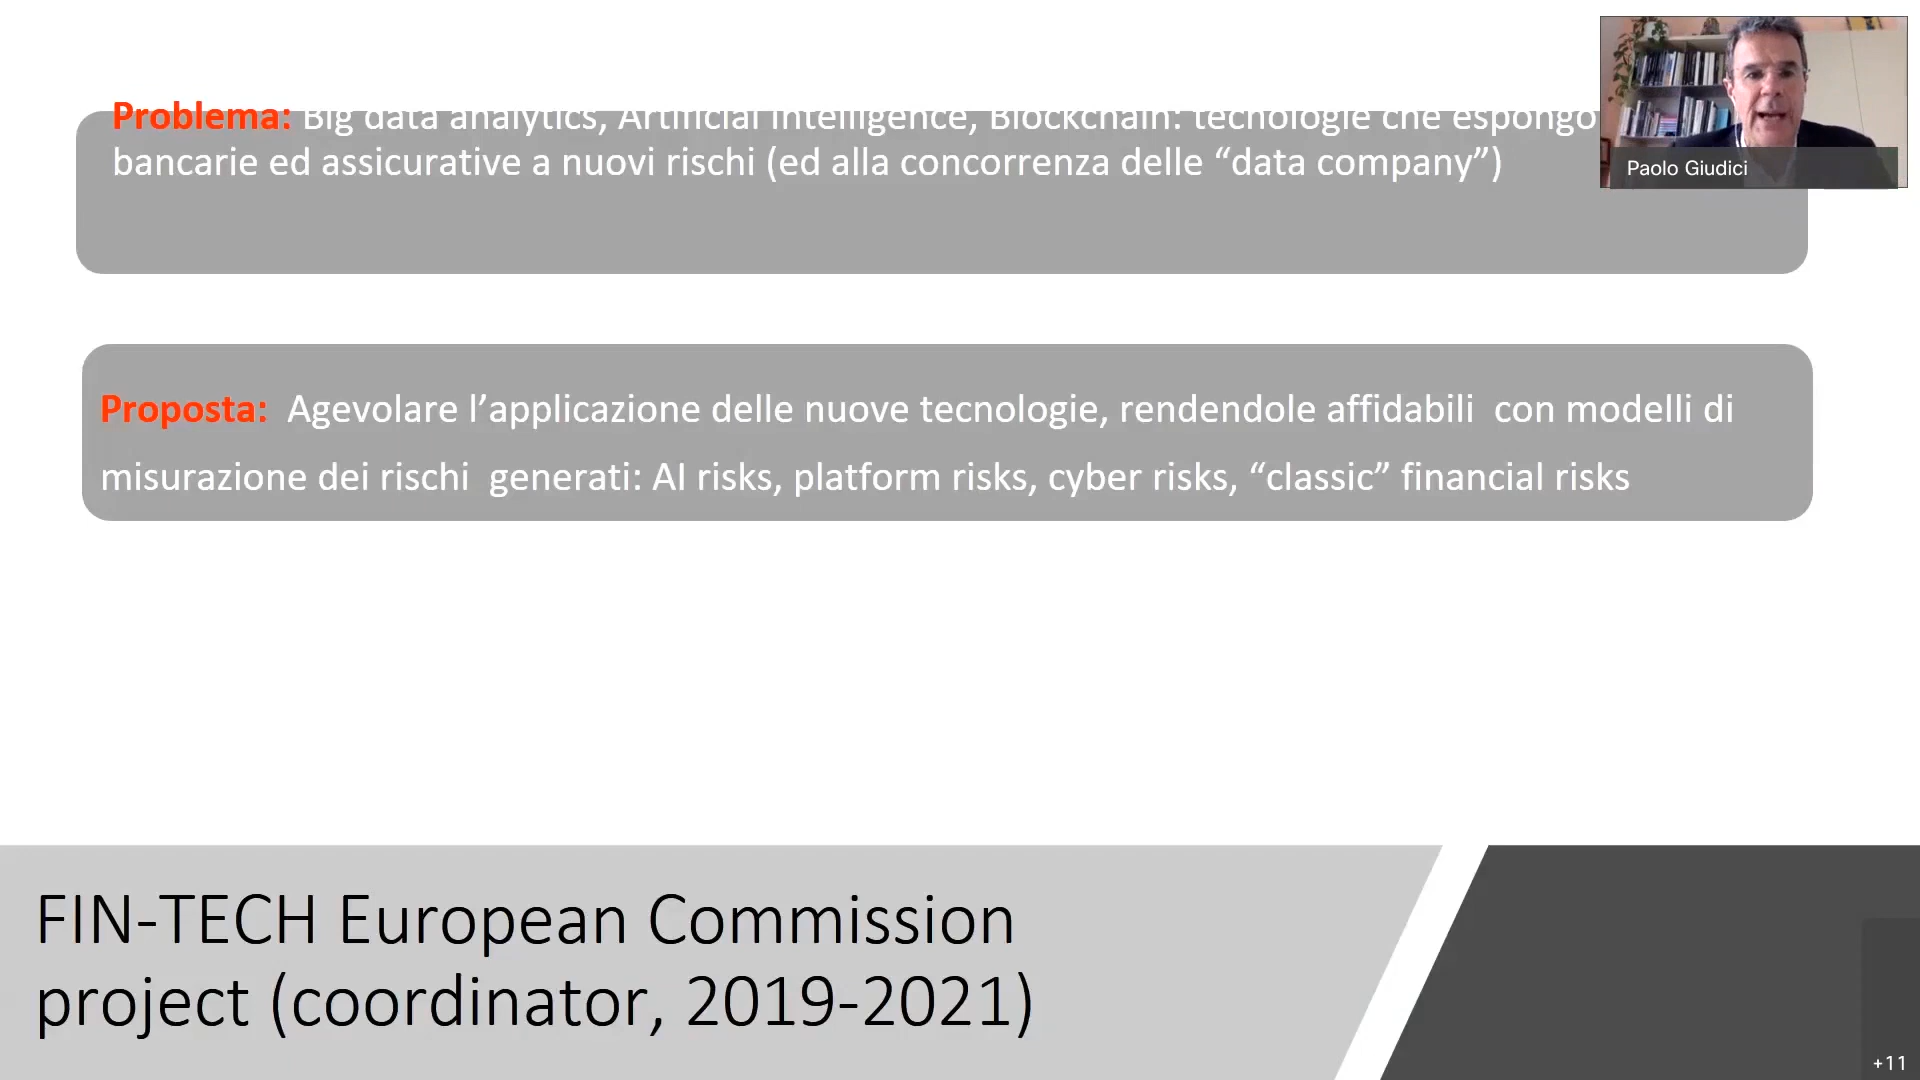 Problema: Big data analytics, Artificial Intelligence, Blockchain: tecnologie che espongo
bancarie ed assicurative a nuovi rischi (ed alla concorrenza delle “data company”)
Paolo Giudici
Proposta: Agevolare l’applicazione delle nuove tecnologie, rendendole affidabili con modelli di
misurazione dei rischi generati: AI risks, platform risks, cyber risks, “classic” financial risks
FIN-TECH European Commission
project (coordinator, 2019-2021)
+11